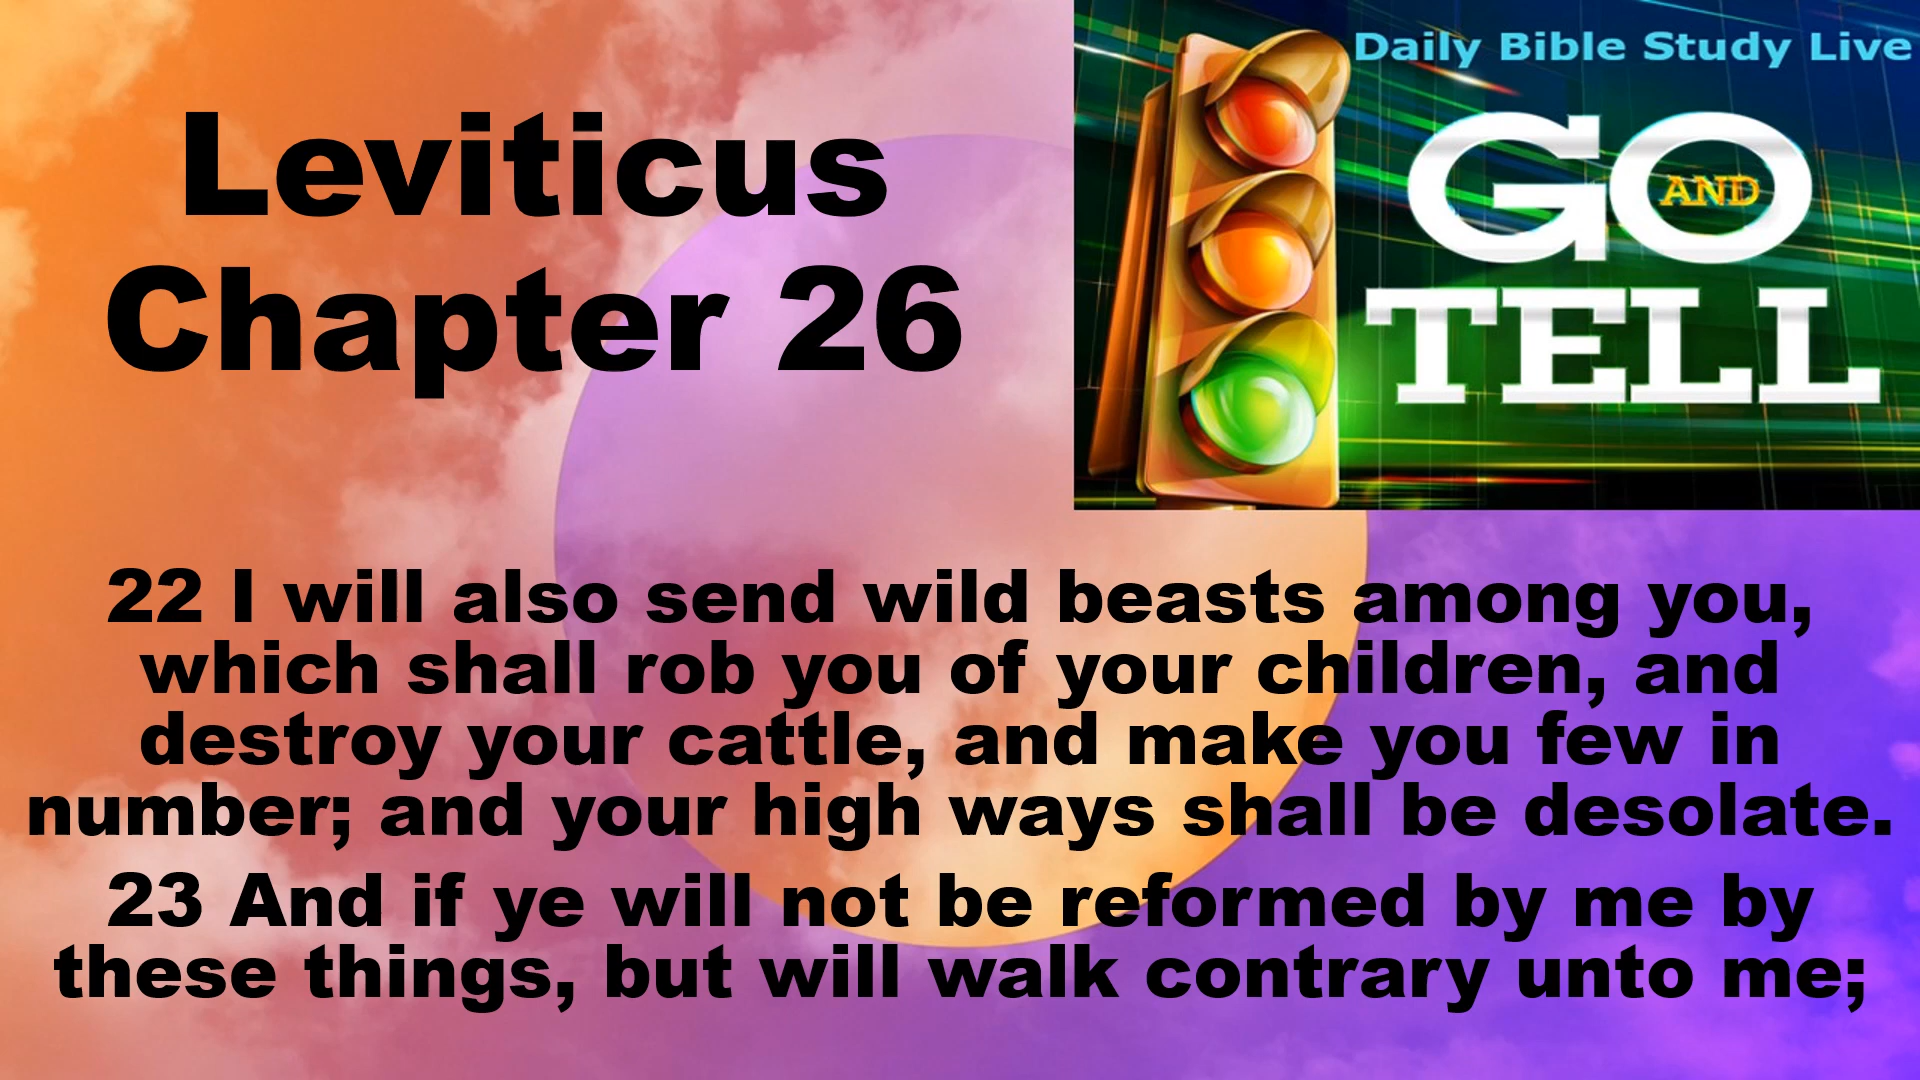 Leviticus
Chapter 26
Daily Bible Study Live
GO
AND
TELL
22 I will also send wild beasts among you,
which shall rob you of your children, and
destroy your cattle, and make you few in
number; and your high ways shall be desolate.
23 And if ye will not be reformed by me by
these things, but will walk contrary unto me;